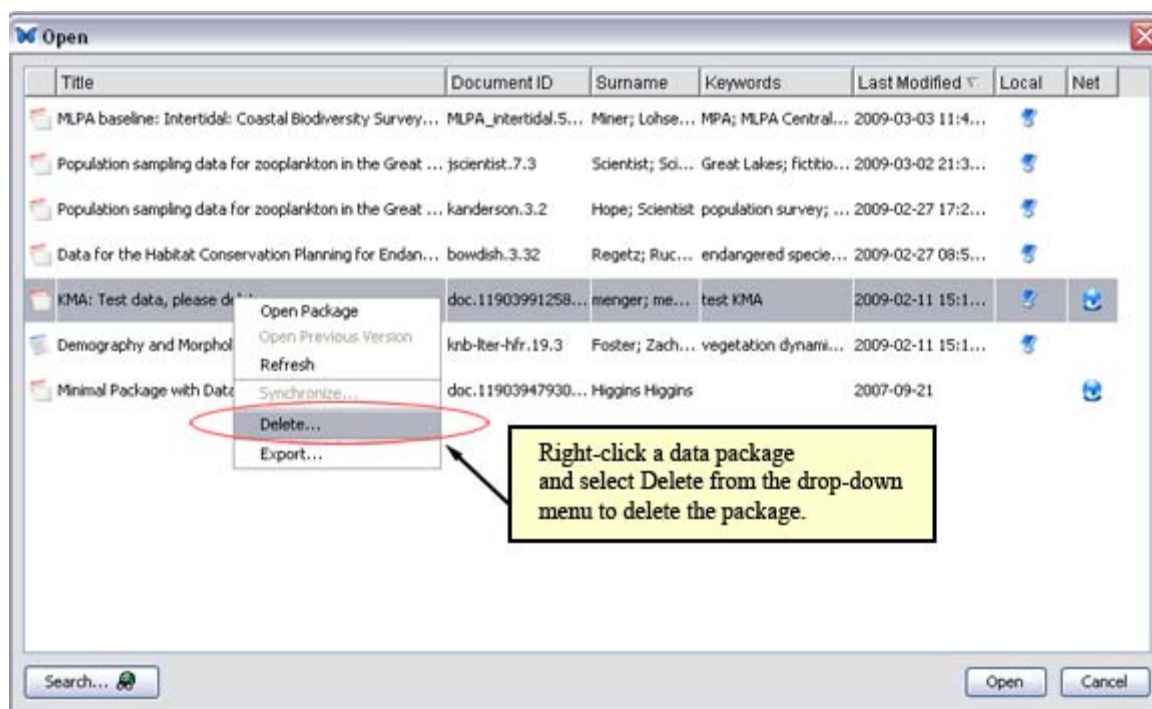 Open
Title Document ID Surname Keywords Last Modified Local Net
MLPA baseline: Intertidal: Coastal Biodiversity Survey... MLPA_intertidal.5... Miner; Lohse... MPA; MLPA Central... 2009-03-03 11:4...
Population sampling data for zooplankton in the Great ... jscientist.7.3 Scientist; Sci... Great Lakes; fictitio... 2009-03-02 21:3...
Population sampling data for zooplankton in the Great ... kanderson.3.2 Hope; Scientist population survey; ... 2009-02-27 17:2...
Data for the Habitat Conservation Planning for Endan... bowdish.3.32 Regetz; Ruc... endangered specie... 2009-02-27 08:5...
KMA: Test data, please de doc.11903991258... menger; me... test KMA 2009-02-11 15:1...
Open Package
Open Previous Version
Demography and Morphol knb-lter-hfr.19.3 Foster; Zach... vegetation dynami... 2009-02-11 15:1...
Refresh
Minimal Package with Data doc.11903947930... Higgins Higgins 2007-09-21
Synchronize...
Delete...
Export...
Right-click a data package
and select Delete from the drop-down
menu to delete the package.
Search... Open Cancel